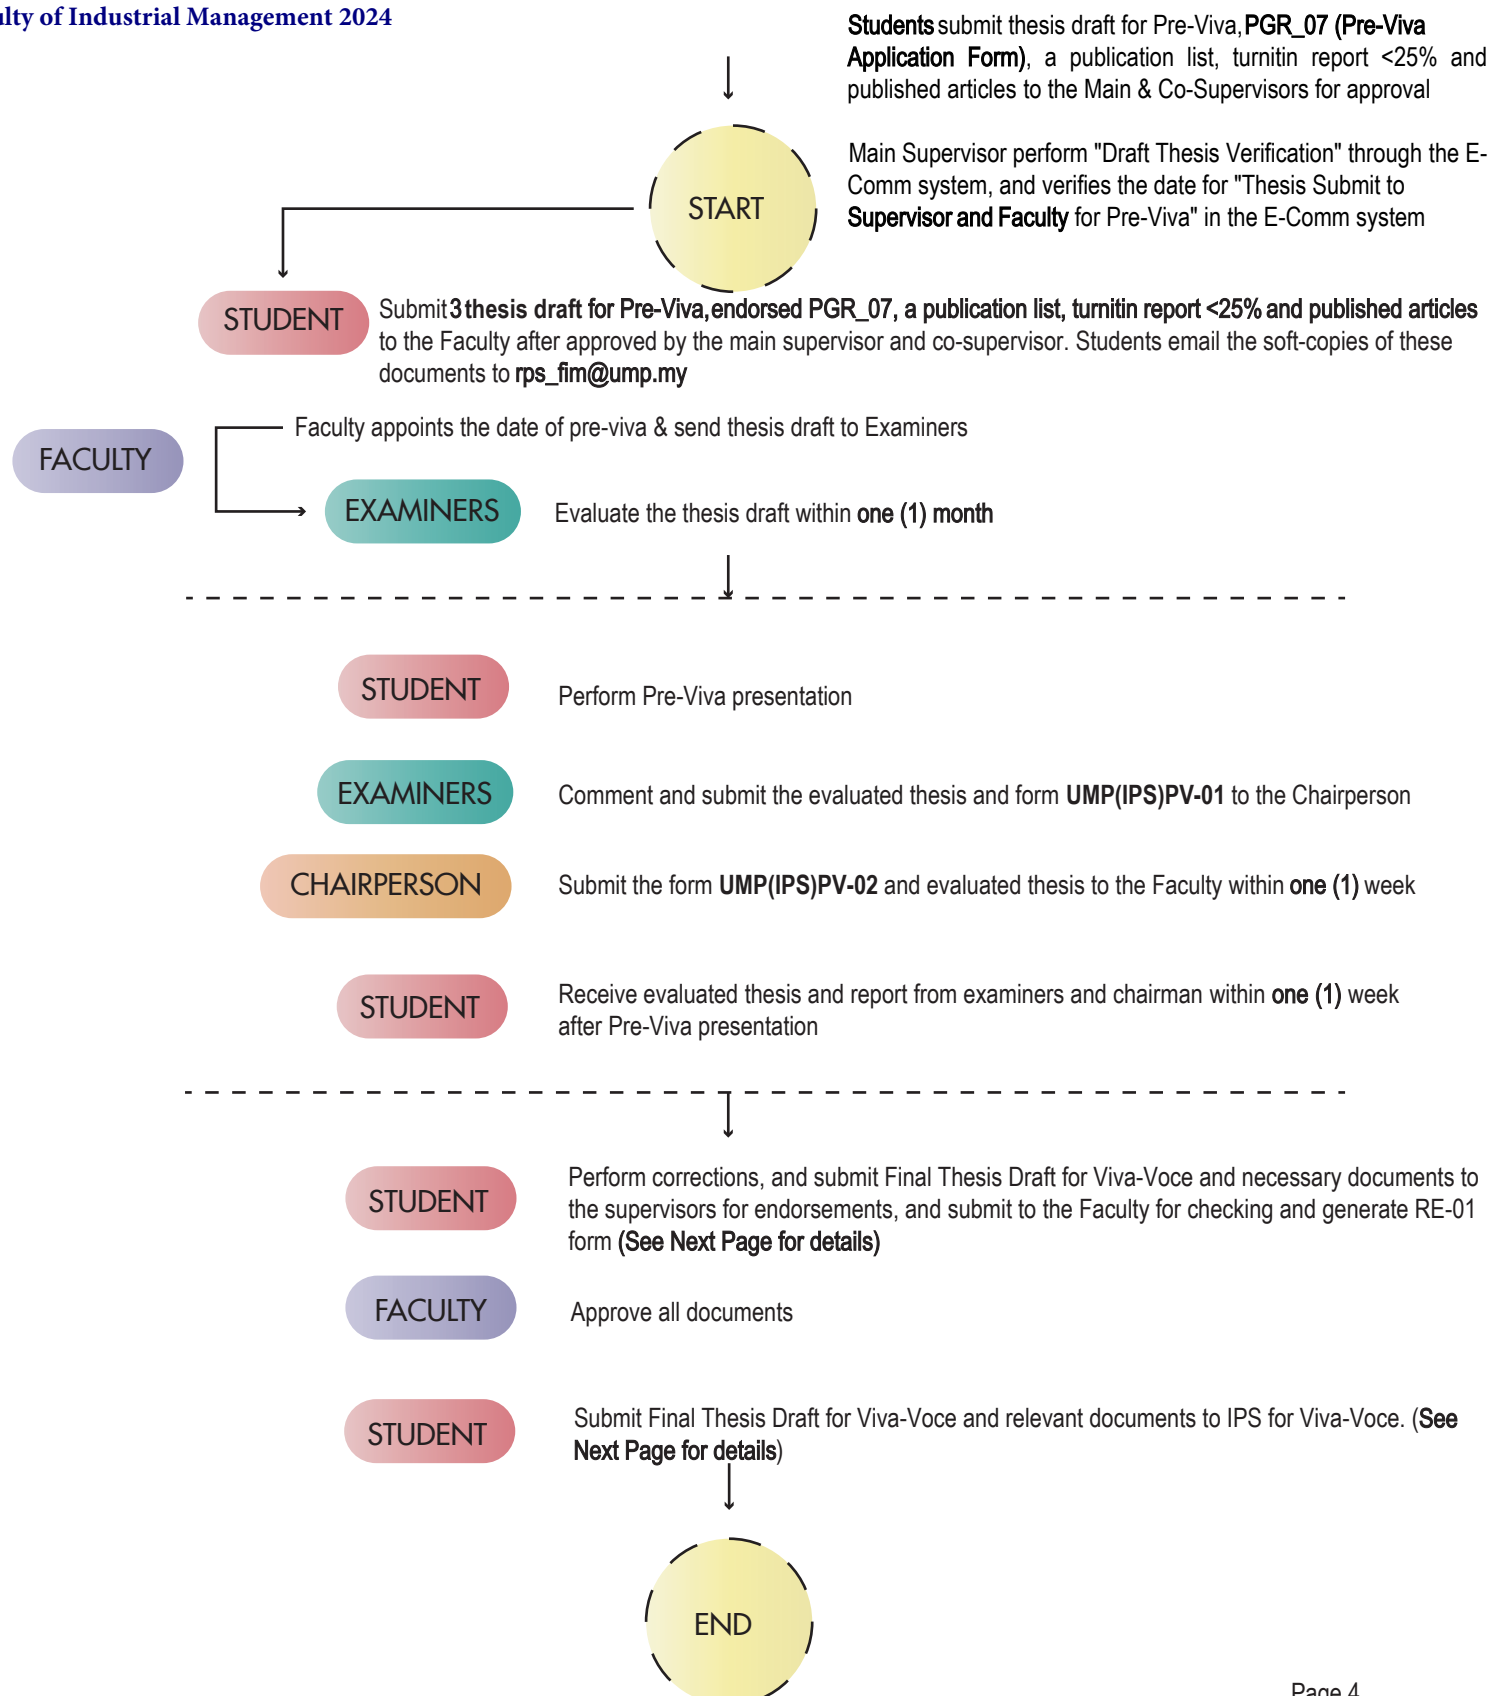 ulty of Industrial Management 2024
Students submit thesis draft for Pre-Viva, PGR_07 (Pre-Viva
Application Form), a publication list, turnitin report <25% and
published articles to the Main & Co-Supervisors for approval
Main Supervisor perform "Draft Thesis Verification" through the E-
Comm system, and verifies the date for "Thesis Submit to
Supervisor and Faculty for Pre-Viva" in the E-Comm system
START
STUDENT
Submit 3 thesis draft for Pre-Viva, endorsed PGR_07, a publication list, turnitin report <25% and published articles
to the Faculty after approved by the main supervisor and co-supervisor. Students email the soft-copies of these
documents to rps_fim@ump.my
Faculty appoints the date of pre-viva & send thesis draft to Examiners
FACULTY
EXAMINERS
Evaluate the thesis draft within one (1) month
STUDENT
Perform Pre-Viva presentation
EXAMINERS
Comment and submit the evaluated thesis and form UMP(IPS)PV-01 to the Chairperson
CHAIRPERSON
Submit the form UMP(IPS)PV-02 and evaluated thesis to the Faculty within one (1) week
STUDENT
Receive evaluated thesis and report from examiners and chairman within one (1) week
after Pre-Viva presentation
STUDENT
Perform corrections, and submit Final Thesis Draft for Viva-Voce and necessary documents to
the supervisors for endorsements, and submit to the Faculty for checking and generate RE-01
form (See Next Page for details)
FACULTY
Approve all documents
STUDENT
Submit Final Thesis Draft for Viva-Voce and relevant documents to IPS for Viva-Voce. (See
Next Page for details)
END
Page 4